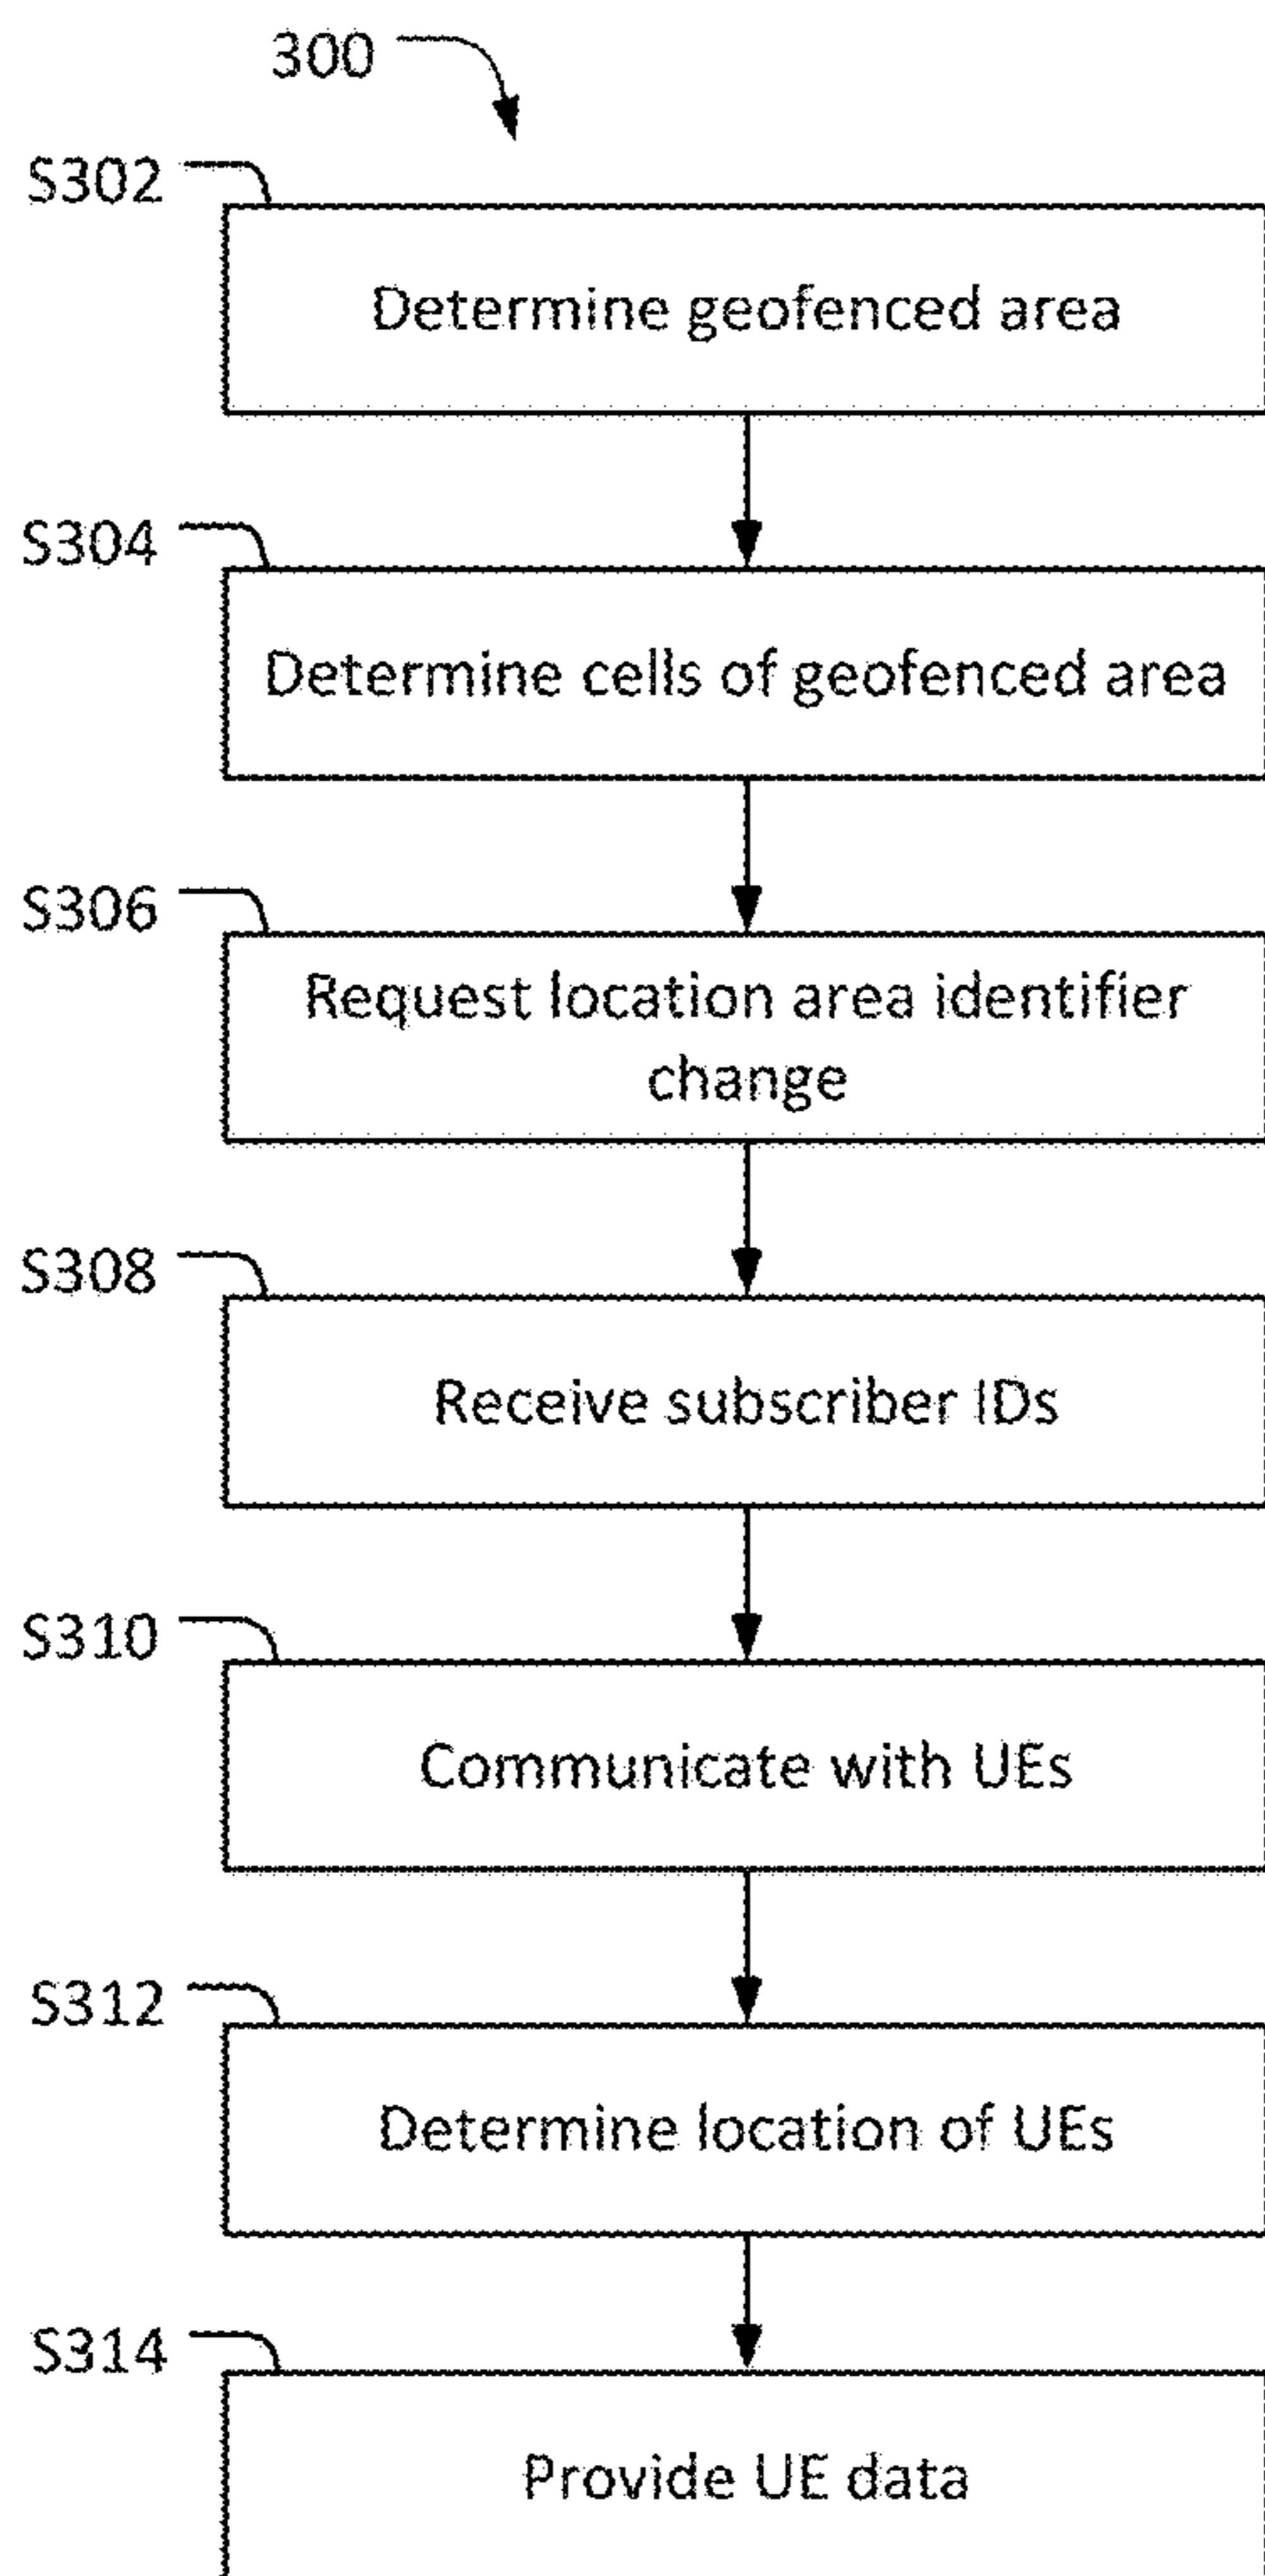 300
S302
Determine geofenced area
S304
Determine cells of geofenced area
S306
Request location area identifier
change
S308
Receive subscriber IDs
S310
Communicate with UEs
S312
Determine location of UEs
S314
Provide UE data